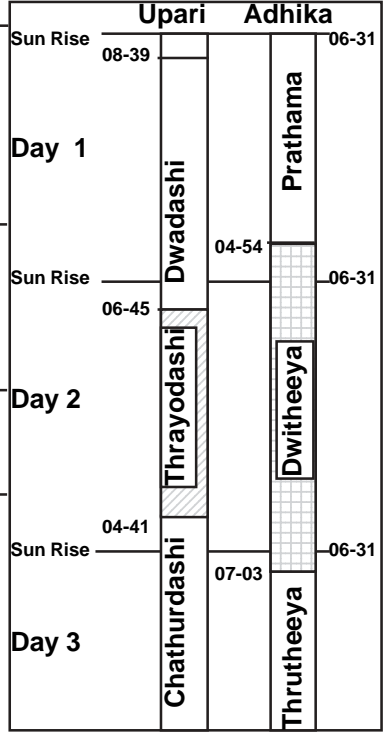 Upari Adhika
Sun Rise 06-31
08-39
Day 1
Dwadashi
Prathama
04-54
Sun Rise 06-31
06-45
Day 2
Thrayodashi
Dwitheeya
04-41
Sun Rise 06-31
07-03
Day 3
Chathurdashi
Thrutheeya